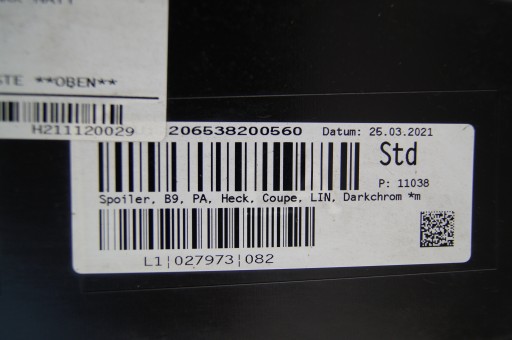 STE **OBEN**
H211120029
206538200560
Datum: 25.03.2021
Std
P: 11038
Spoiler, B9, PA, Heck, Coupe, LIN, Darkchrom *m
L1|027973|082